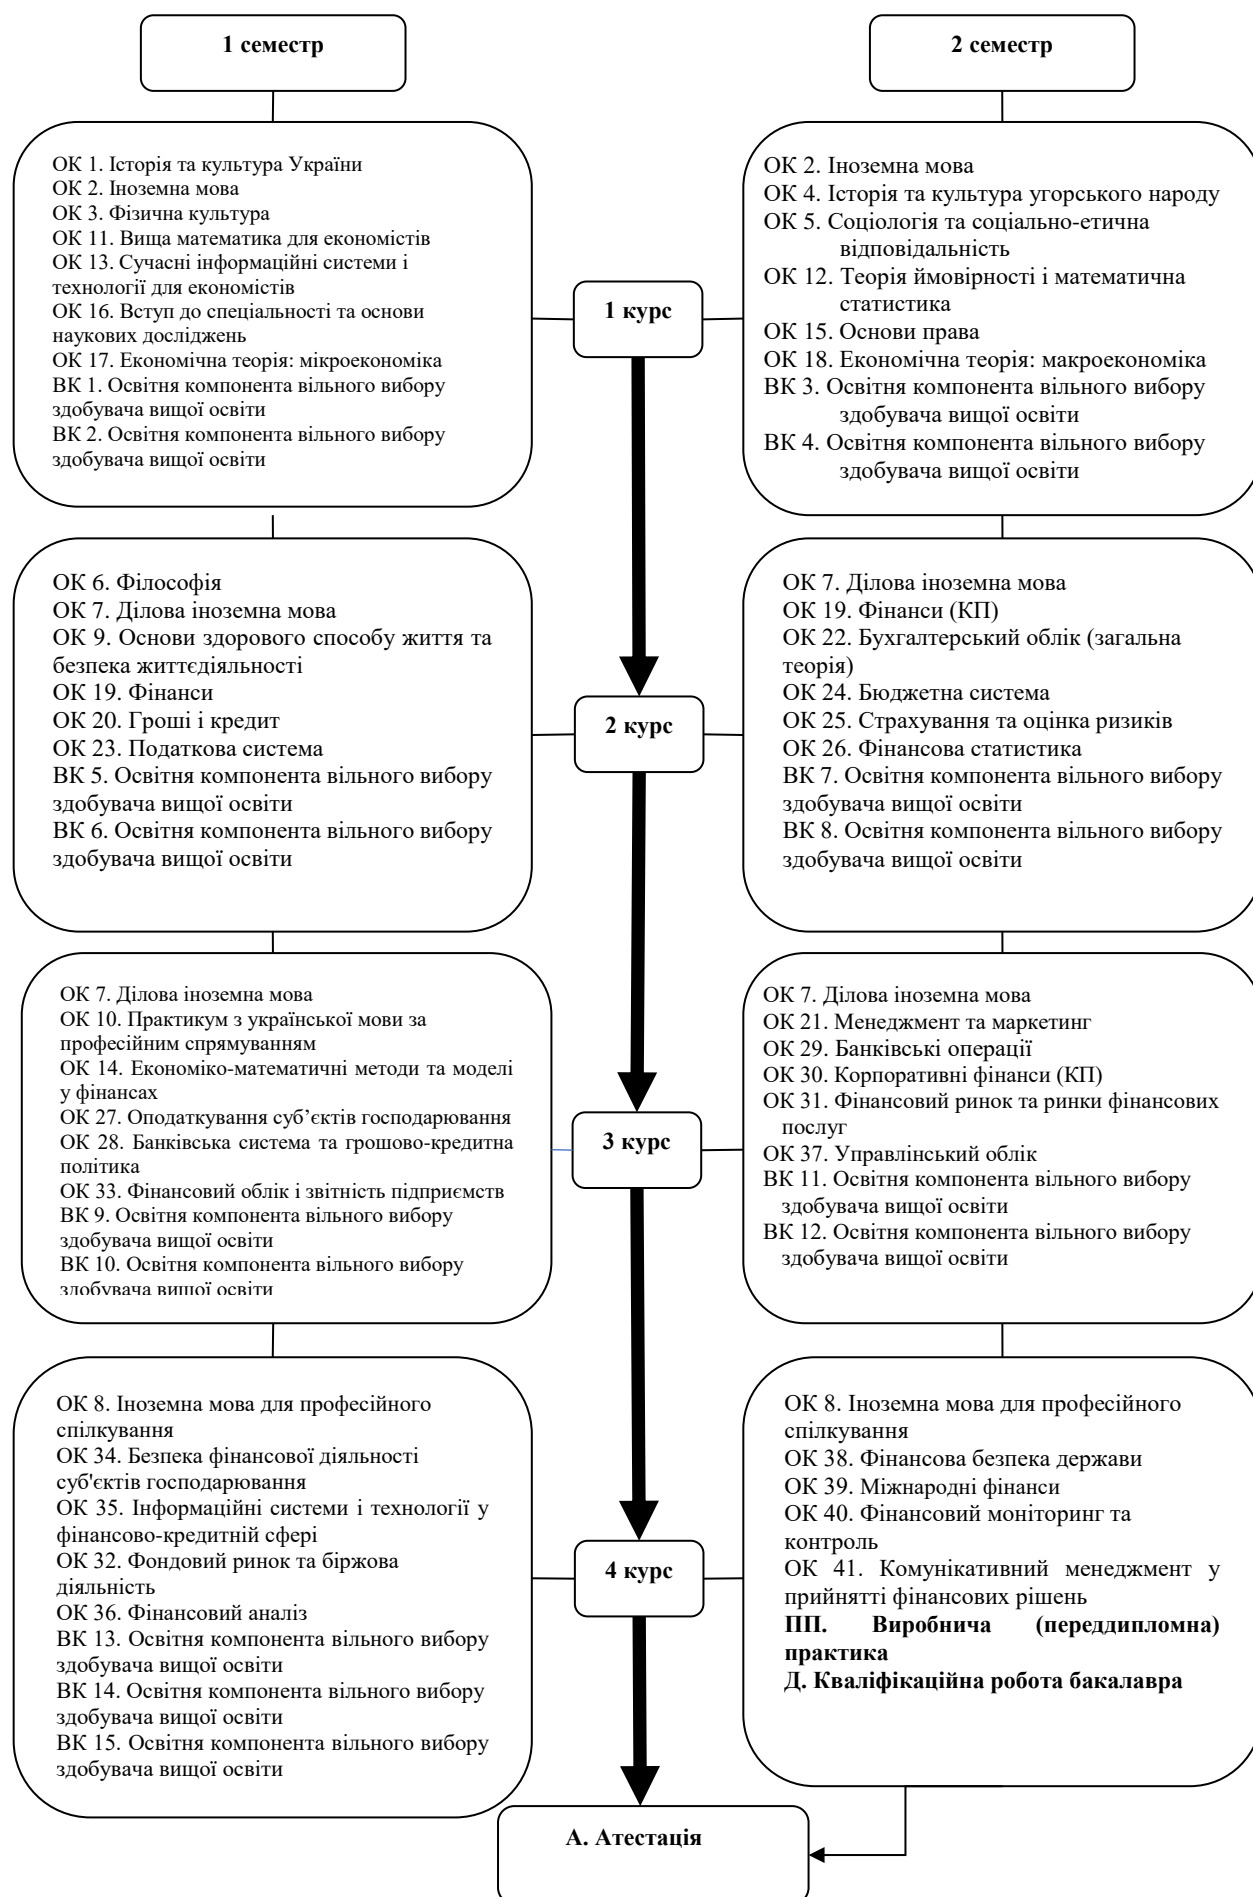 1 семестр
2 семестр
ОК 1. Історія та культура України
ОК 2. Іноземна мова
ОК 3. Фізична культура
ОК 11. Вища математика для економістів
ОК 13. Сучасні інформаційні системи і
технології для економістів
ОК 16. Вступ до спеціальності та основи
наукових досліджень
ОК 17. Економічна теорія: мікроекономіка
ВК 1. Освітня компонента вільного вибору
здобувача вищої освіти
ВК 2. Освітня компонента вільного вибору
здобувача вищої освіти
1 курс
ОК 2. Іноземна мова
ОК 4. Історія та культура угорського народу
ОК 5. Соціологія та соціально-етична
відповідальність
ОК 12. Теорія ймовірності і математична
статистика
ОК 15. Основи права
ОК 18. Економічна теорія: макроекономіка
ВК 3. Освітня компонента вільного вибору
здобувача вищої освіти
ВК 4. Освітня компонента вільного вибору
здобувача вищої освіти
ОК 6. Філософія
ОК 7. Ділова іноземна мова
ОК 9. Основи здорового способу життя та
безпека життєдіяльності
ОК 19. Фінанси
ОК 20. Гроші і кредит
ОК 23. Податкова система
ВК 5. Освітня компонента вільного вибору
здобувача вищої освіти
ВК 6. Освітня компонента вільного вибору
здобувача вищої освіти
2 курс
ОК 7. Ділова іноземна мова
ОК 19. Фінанси (КП)
ОК 22. Бухгалтерський облік (загальна
теорія)
ОК 24. Бюджетна система
ОК 25. Страхування та оцінка ризиків
ОК 26. Фінансова статистика
ВК 7. Освітня компонента вільного вибору
здобувача вищої освіти
ВК 8. Освітня компонента вільного вибору
здобувача вищої освіти
ОК 7. Ділова іноземна мова
ОК 10. Практикум з української мови за
професійним спрямуванням
ОК 14. Економіко-математичні методи та моделі
у фінансах
ОК 27. Оподаткування суб’єктів господарювання
ОК 28. Банківська система та грошово-кредитна
політика
ОК 33. Фінансовий облік і звітність підприємств
ВК 9. Освітня компонента вільного вибору
здобувача вищої освіти
ВК 10. Освітня компонента вільного вибору
здобувача вищої освіти
3 курс
ОК 7. Ділова іноземна мова
ОК 21. Менеджмент та маркетинг
ОК 29. Банківські операції
ОК 30. Корпоративні фінанси (КП)
ОК 31. Фінансовий ринок та ринки фінансових
послуг
ОК 37. Управлінський облік
ВК 11. Освітня компонента вільного вибору
здобувача вищої освіти
ВК 12. Освітня компонента вільного вибору
здобувача вищої освіти
ОК 8. Іноземна мова для професійного
спілкування
ОК 34. Безпека фінансової діяльності
суб'єктів господарювання
ОК 35. Інформаційні системи і технології у
фінансово-кредитній сфері
ОК 32. Фондовий ринок та біржова
діяльність
ОК 36. Фінансовий аналіз
ВК 13. Освітня компонента вільного вибору
здобувача вищої освіти
ВК 14. Освітня компонента вільного вибору
здобувача вищої освіти
ВК 15. Освітня компонента вільного вибору
здобувача вищої освіти
4 курс
ОК 8. Іноземна мова для професійного
спілкування
ОК 38. Фінансова безпека держави
ОК 39. Міжнародні фінанси
ОК 40. Фінансовий моніторинг та
контроль
ОК 41. Комунікативний менеджмент у
прийнятті фінансових рішень
ПП. Виробнича (переддипломна)
практика
Д. Кваліфікаційна робота бакалавра
А. Атестація